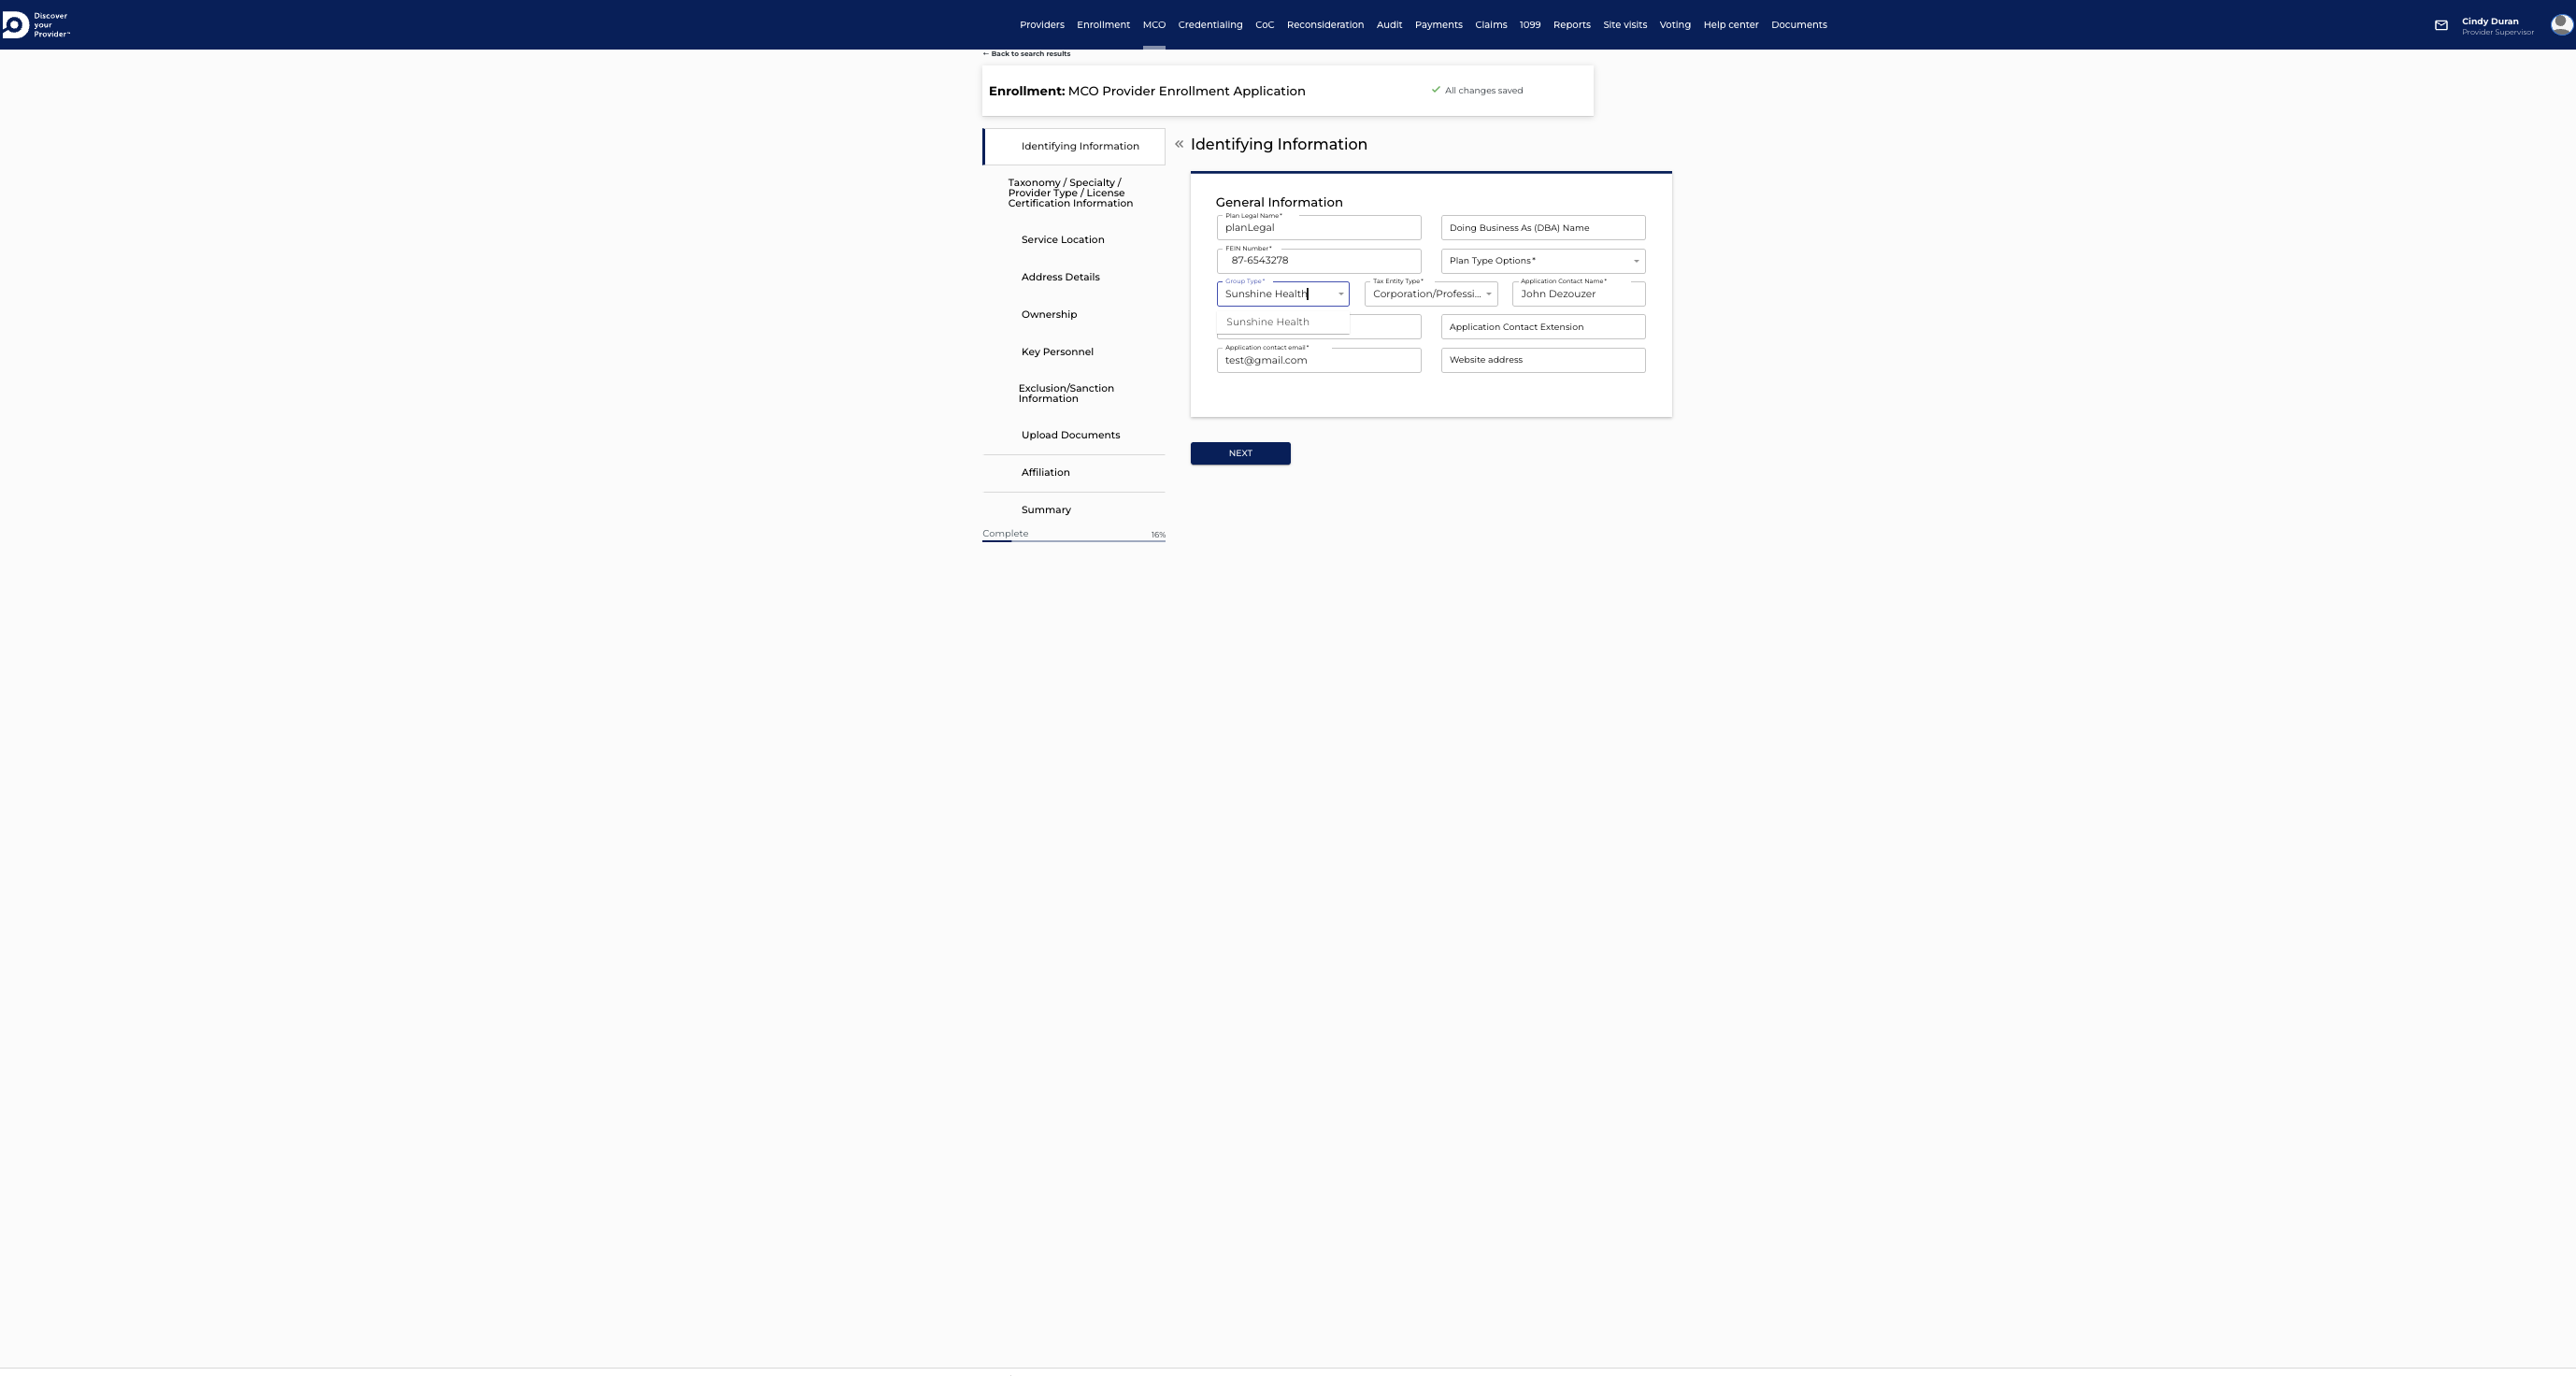 Discover
your
Provider™
Providers Enrollment MCO Credentialing CoC Reconsideration Audit Payments Claims 1099 Reports Site visits Voting Help center Documents
Cindy Duran
Provider Supervisor
← Back to search results
Enrollment: MCO Provider Enrollment Application
All changes saved
Identifying Information
Taxonomy / Specialty /
Provider Type / License
Certification Information
Service Location
Address Details
Ownership
Key Personnel
Exclusion/Sanction
Information
Upload Documents
Affiliation
Summary
Complete 16%
« Identifying Information
General Information
Plan Legal Name*
planLegal
Doing Business As (DBA) Name
FEIN Number*
87-6543278
Plan Type Options*
Group Type*
Sunshine Health
Tax Entity Type*
Corporation/Professi...
Application Contact Name*
John Dezouzer
Sunshine Health
Application Contact Extension
Application contact email*
test@gmail.com
Website address
NEXT